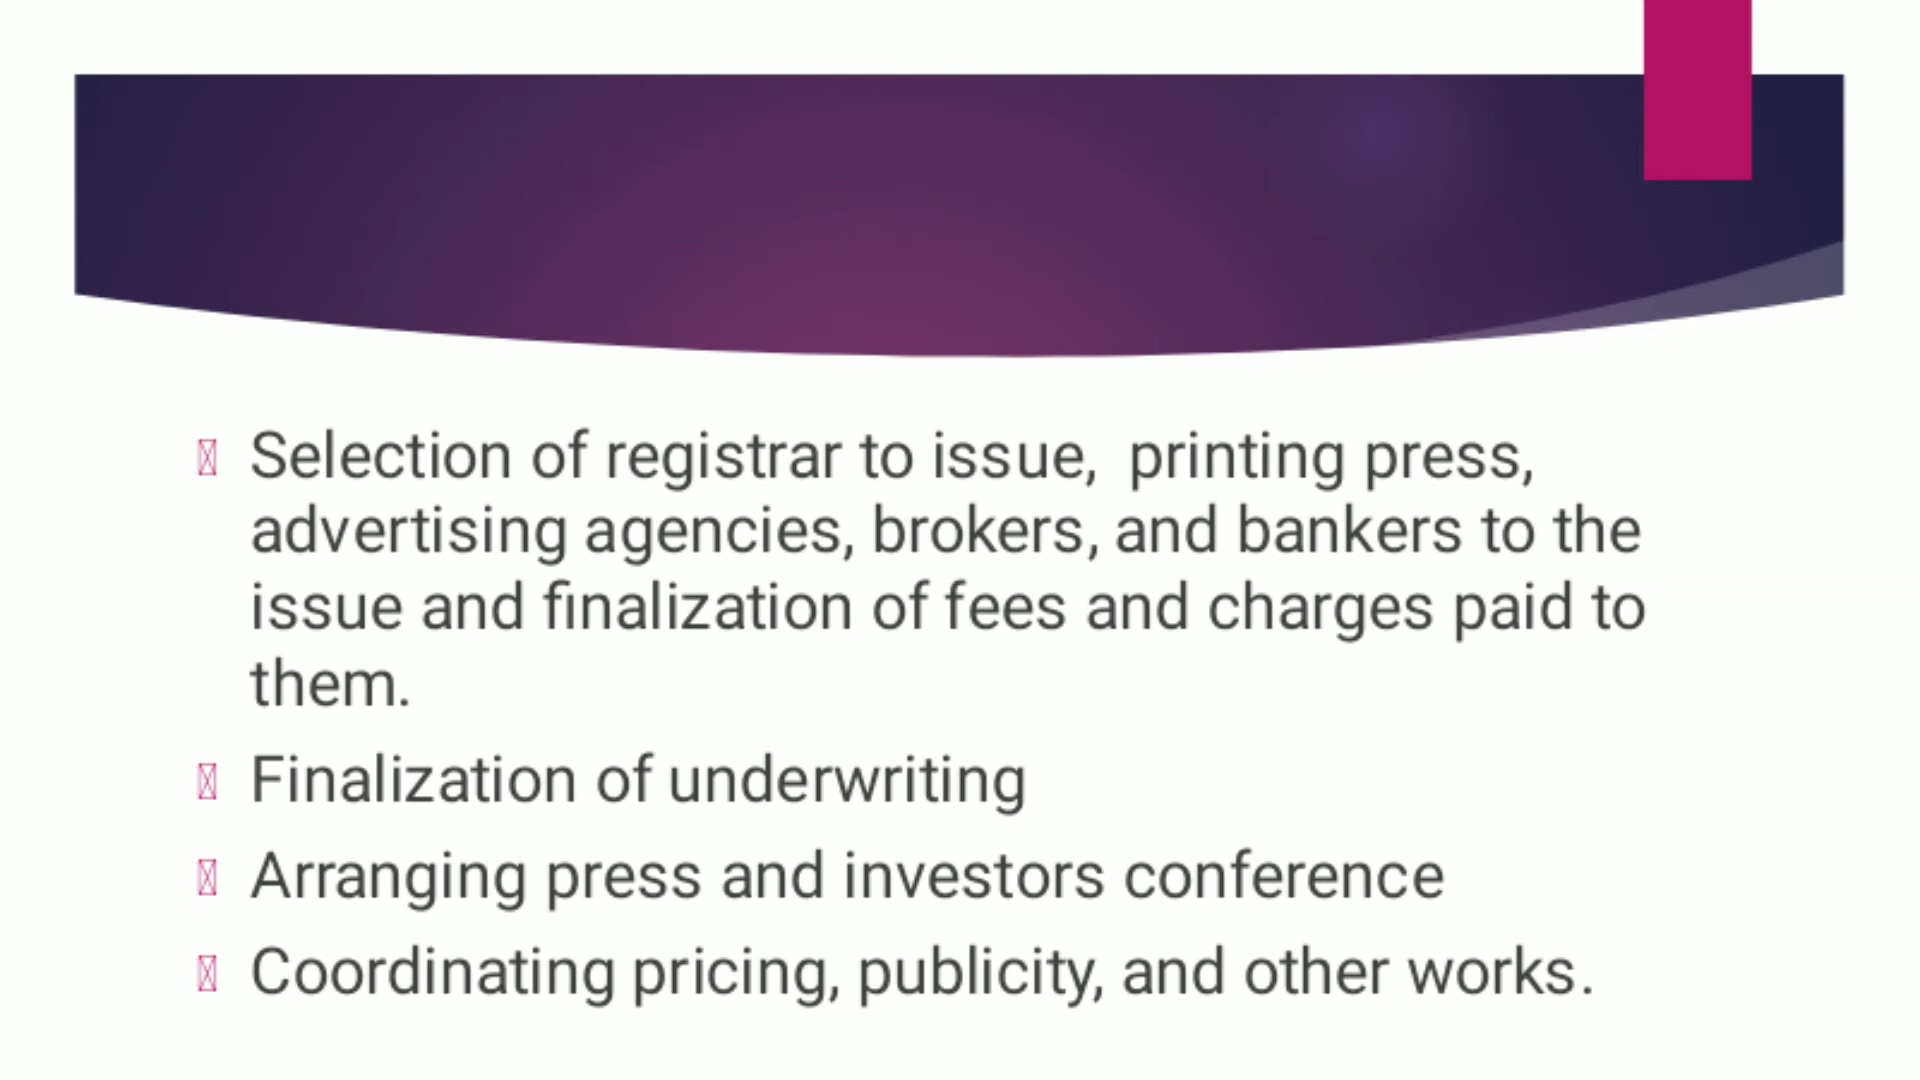 Selection of registrar to issue,  printing press,
advertising agencies, brokers, and bankers to the
issue and finalization of fees and charges paid to
them.
Finalization of underwriting
Arranging press and investors conference
Coordinating pricing, publicity, and other works.